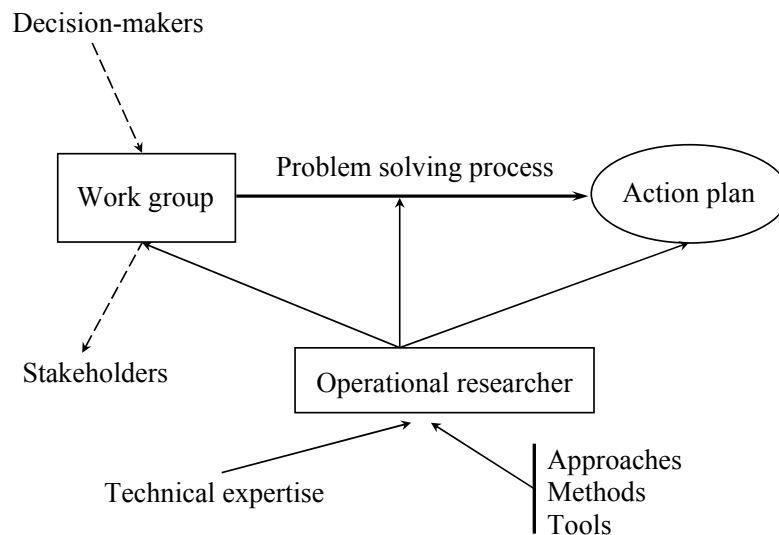 Decision-makers
Problem solving process
Work group
Action plan
Stakeholders
Operational researcher
Technical expertise
Approaches
Methods
Tools